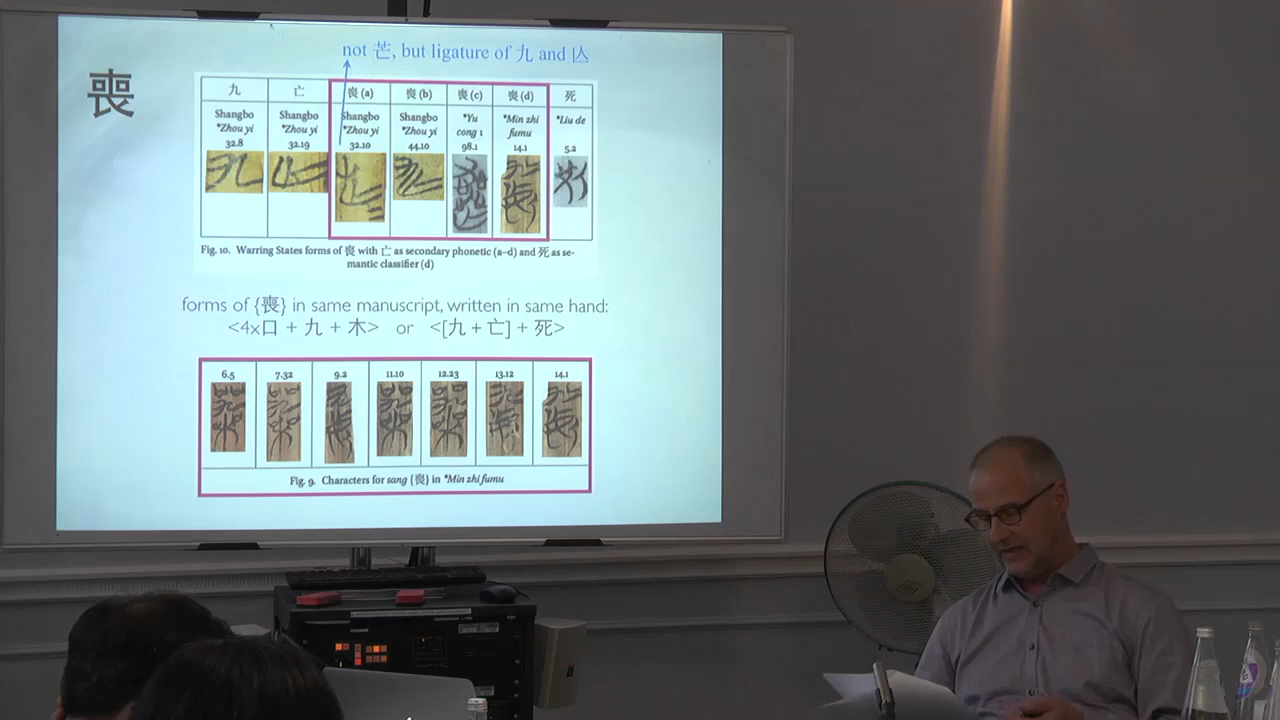 not 芒, but ligature of 九 and 亾
喪
九 亡 喪 (a) 喪 (b) 喪 (c) 喪 (d) 死
Shangbo *Zhou yi 32.8
Shangbo *Zhou yi 32.19
Shangbo *Zhou yi 32.10
Shangbo *Zhou yi 44.10
*Yu cong 1 98.1
*Min zhi fumu 14.1
*Liu de 5.2
Fig. 10. Warring States forms of 喪 with 亡 as secondary phonetic (a–d) and 死 as se-
mantic classifier (d)
forms of {喪} in same manuscript, written in same hand:
<4x口 + 九 + 木> or <[九 + 亡] + 死>
6.5 7.32 9.2 11.10 12.23 13.12 14.1
Fig. 9. Characters for sang {喪} in *Min zhi fumu